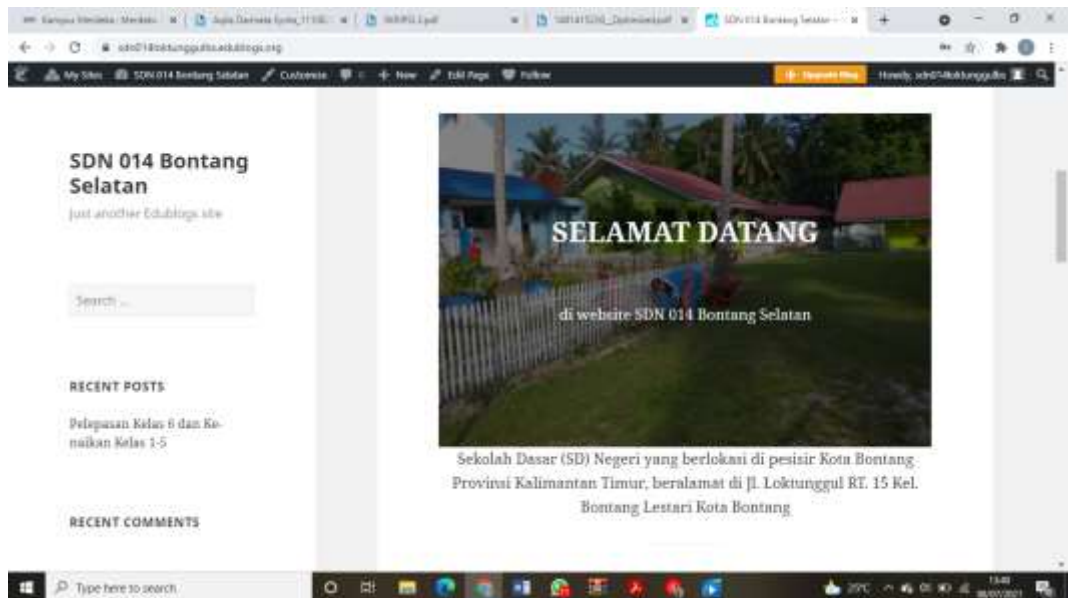 My Sites SDN 014 Bontang Selatan Customize New Edit Page Follow
SDN 014 Bontang
Selatan
Just another Edublogs site
Search ...
RECENT POSTS
Pelepasan Kelas 6 dan Ke-
naikan Kelas 1-5
RECENT COMMENTS
SELAMAT DATANG
di website SDN 014 Bontang Selatan
Sekolah Dasar (SD) Negeri yang berlokasi di pesisir Kota Bontang
Provinsi Kalimantan Timur, beralamat di Jl. Loktunggul RT. 15 Kel.
Bontang Lestari Kota Bontang
Type here to search
29°C
13:40